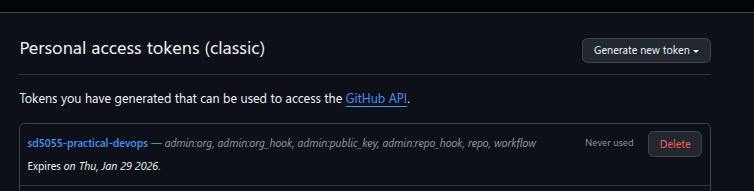 Personal access tokens (classic)
Generate new token
Tokens you have generated that can be used to access the GitHub API.
sd5055-practical-devops — admin:org, admin:org_hook, admin:public_key, admin:repo_hook, repo, workflow
Never used
Delete
Expires on Thu, Jan 29 2026.